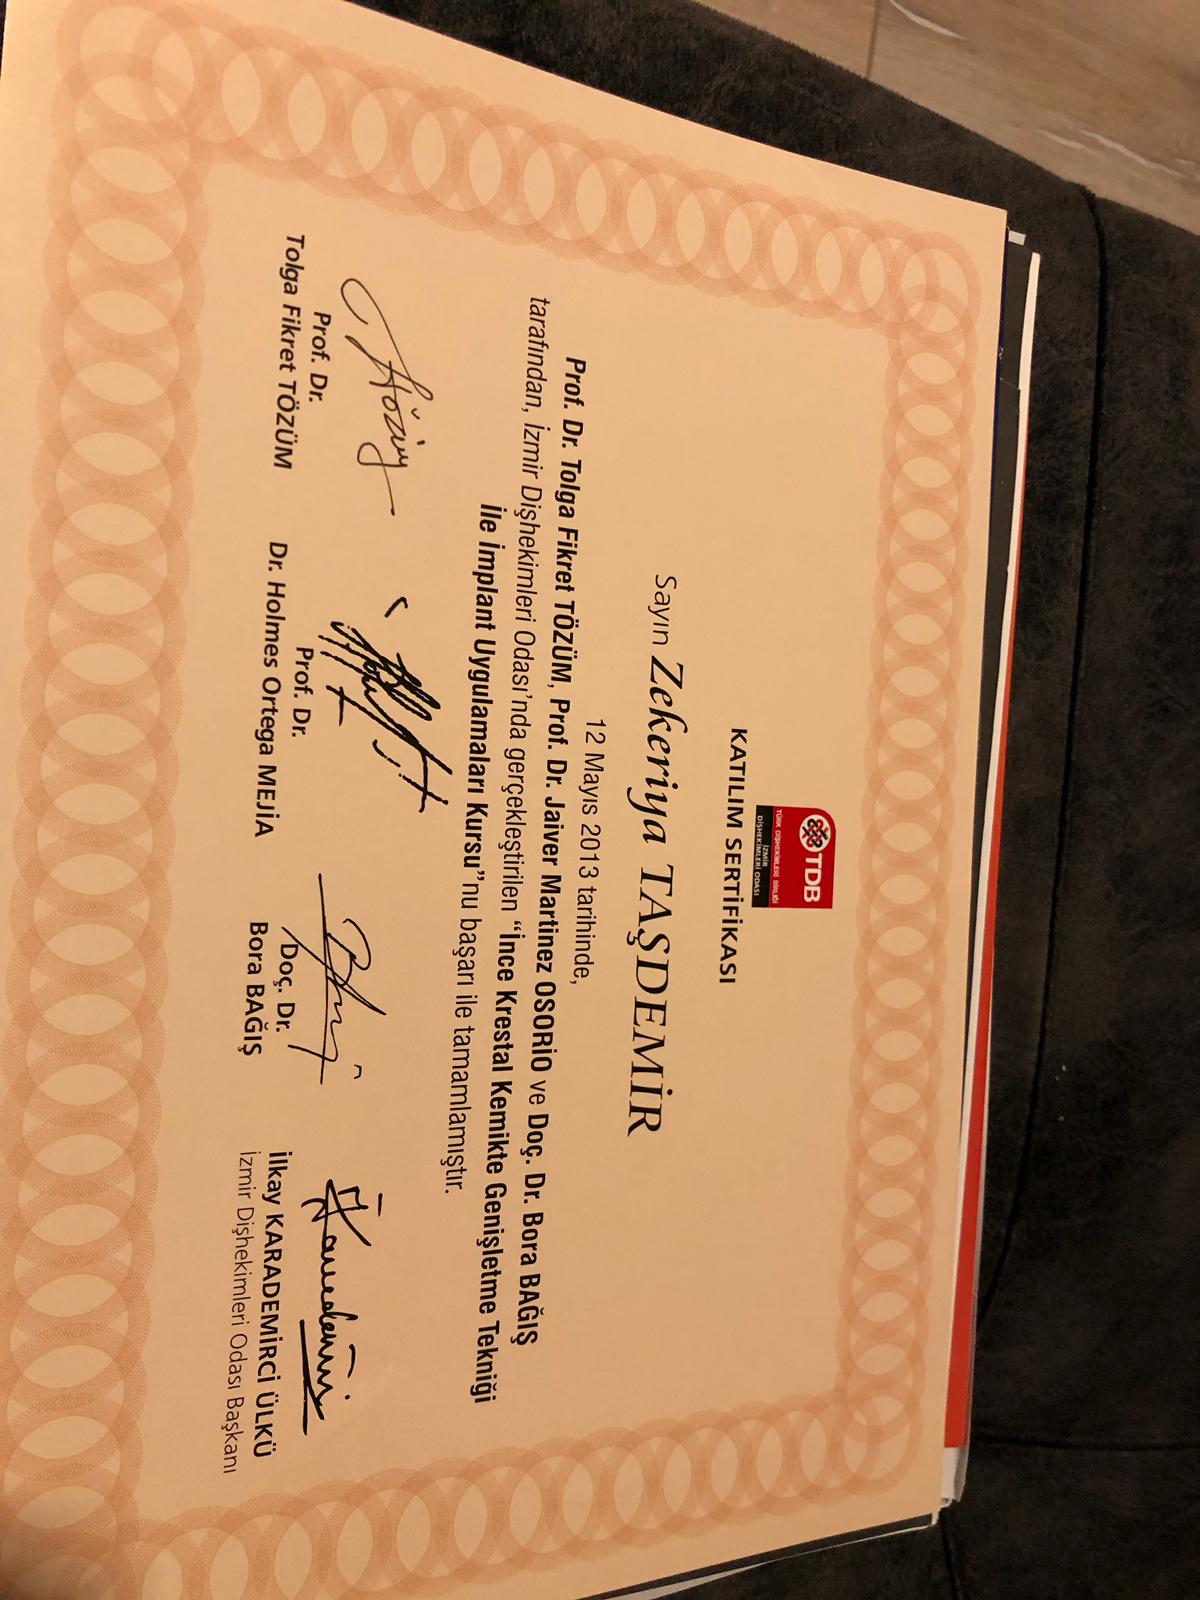 TDB
TÜRK DİŞHEKİMLERİ BİRLİĞİ
İZMİR
DİŞHEKİMLERİ ODASI
KATILIM SERTİFİKASI
Sayın Zekeriya TAŞDEMİR
12 Mayıs 2013 tarihinde,
Prof. Dr. Tolga Fikret TÖZÜM, Prof. Dr. Jaiver Martinez OSORİO ve Doç. Dr. Bora BAĞIŞ
tarafından, İzmir Dişhekimleri Odası'nda gerçekleştirilen “İnce Krestal Kemikte Genişletme Tekniği
İle İmplant Uygulamaları Kursu”nu başarı ile tamamlamıştır.
Prof. Dr.
Tolga Fikret TÖZÜM
Prof. Dr.
Dr. Holmes Ortega MEJİA
Doç. Dr.
Bora BAĞIŞ
İlkay KARADEMİRCİ ÜLKÜ
İzmir Dişhekimleri Odası Başkanı